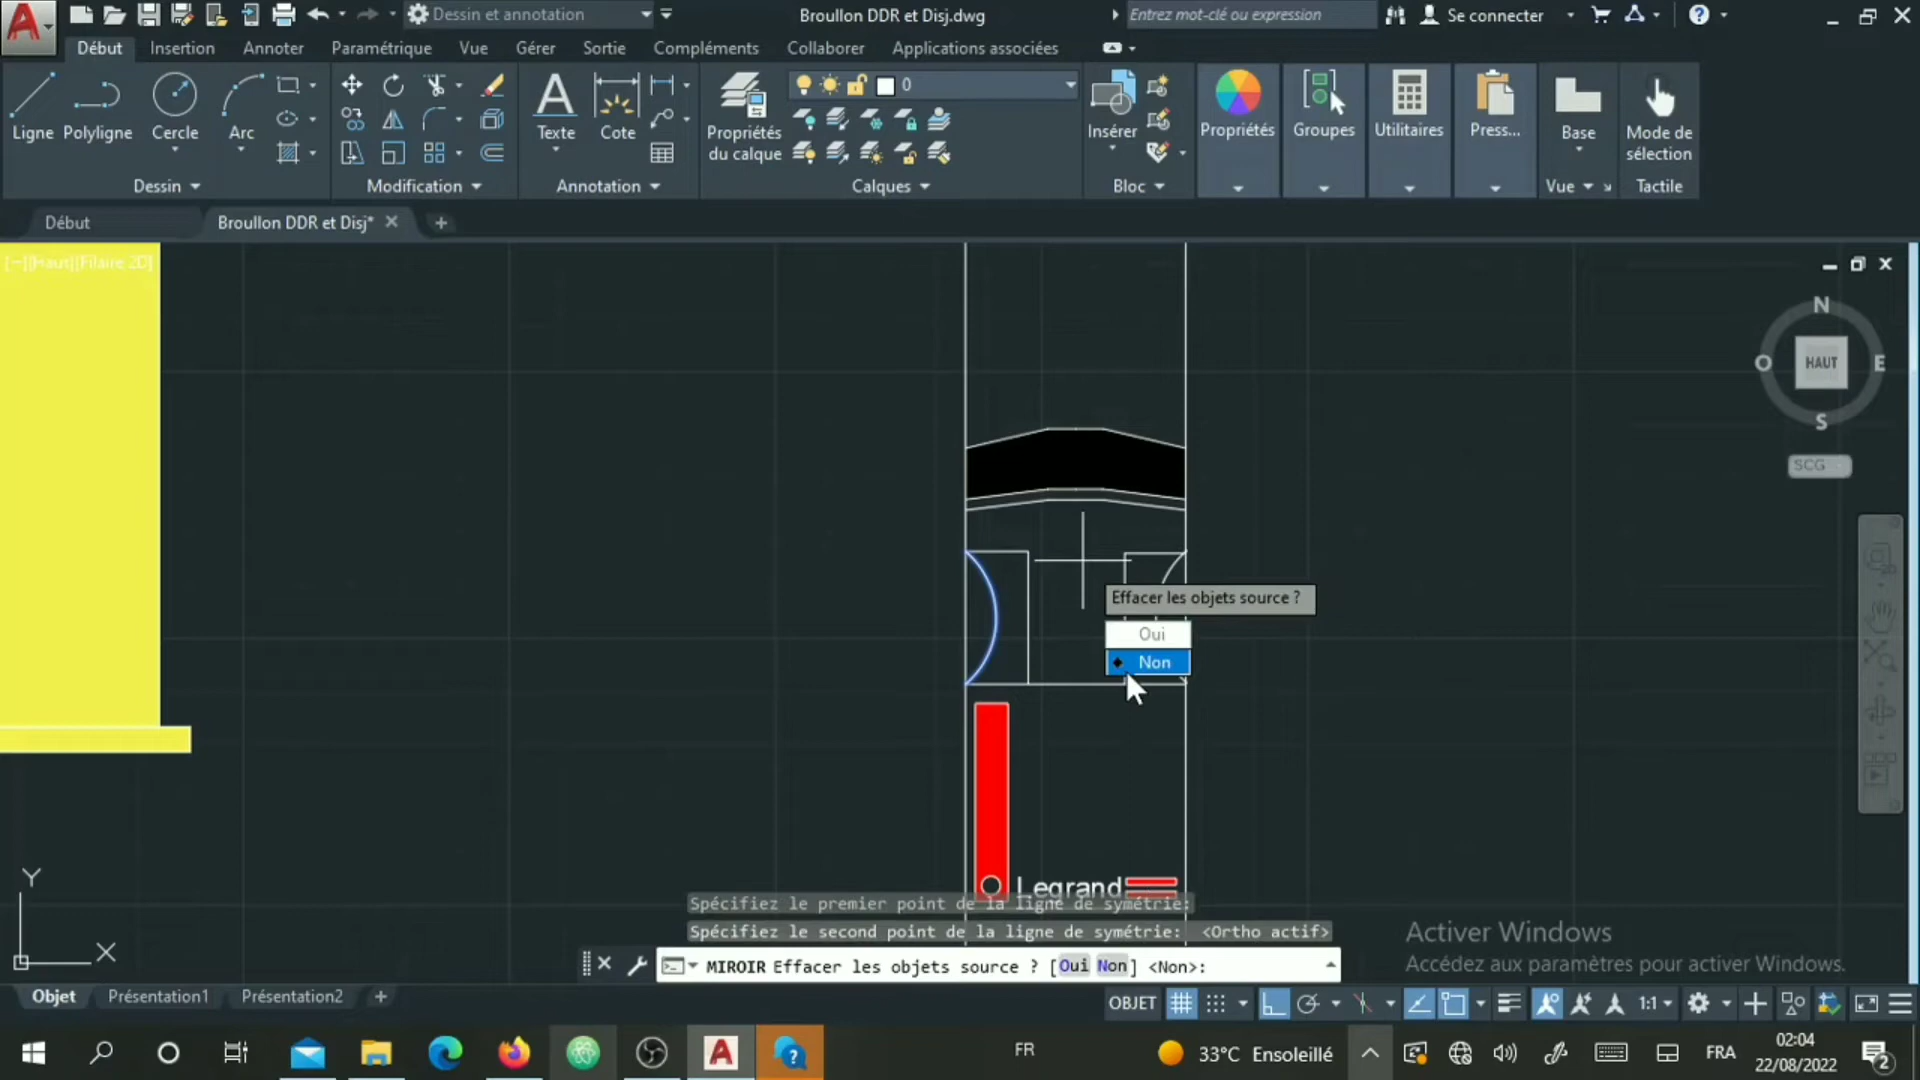 Dessin et annotation
Broullon DDR et Disj.dwg
Entrez mot-clé ou expression
Se connecter
Début Insertion Annoter Paramétrique Vue Gérer Sortie Compléments Collaborer Applications associées
0
Ligne Polyligne Cercle Arc
Texte Cote
Propriétés du calque
Insérer
Propriétés Groupes Utilitaires Press... Base
Mode de sélection
Dessin Modification Annotation Calques Bloc Vue Tactile
Début Broullon DDR et Disj*
[−][Haut][Filaire 2D]
N
O HAUT E
S
SCG
Effacer les objets source ?
Oui
Non
Legrand
Y
X
Spécifiez le premier point de la ligne de symétrie:
Spécifiez le second point de la ligne de symétrie: <Ortho actif>
MIROIR Effacer les objets source ? [Oui Non] <Non>:
Activer Windows
Accédez aux paramètres pour activer Windows.
Objet Présentation1 Présentation2
OBJET 1:1
FR
33°C Ensoleillé
FRA
02:04
22/08/2022
2